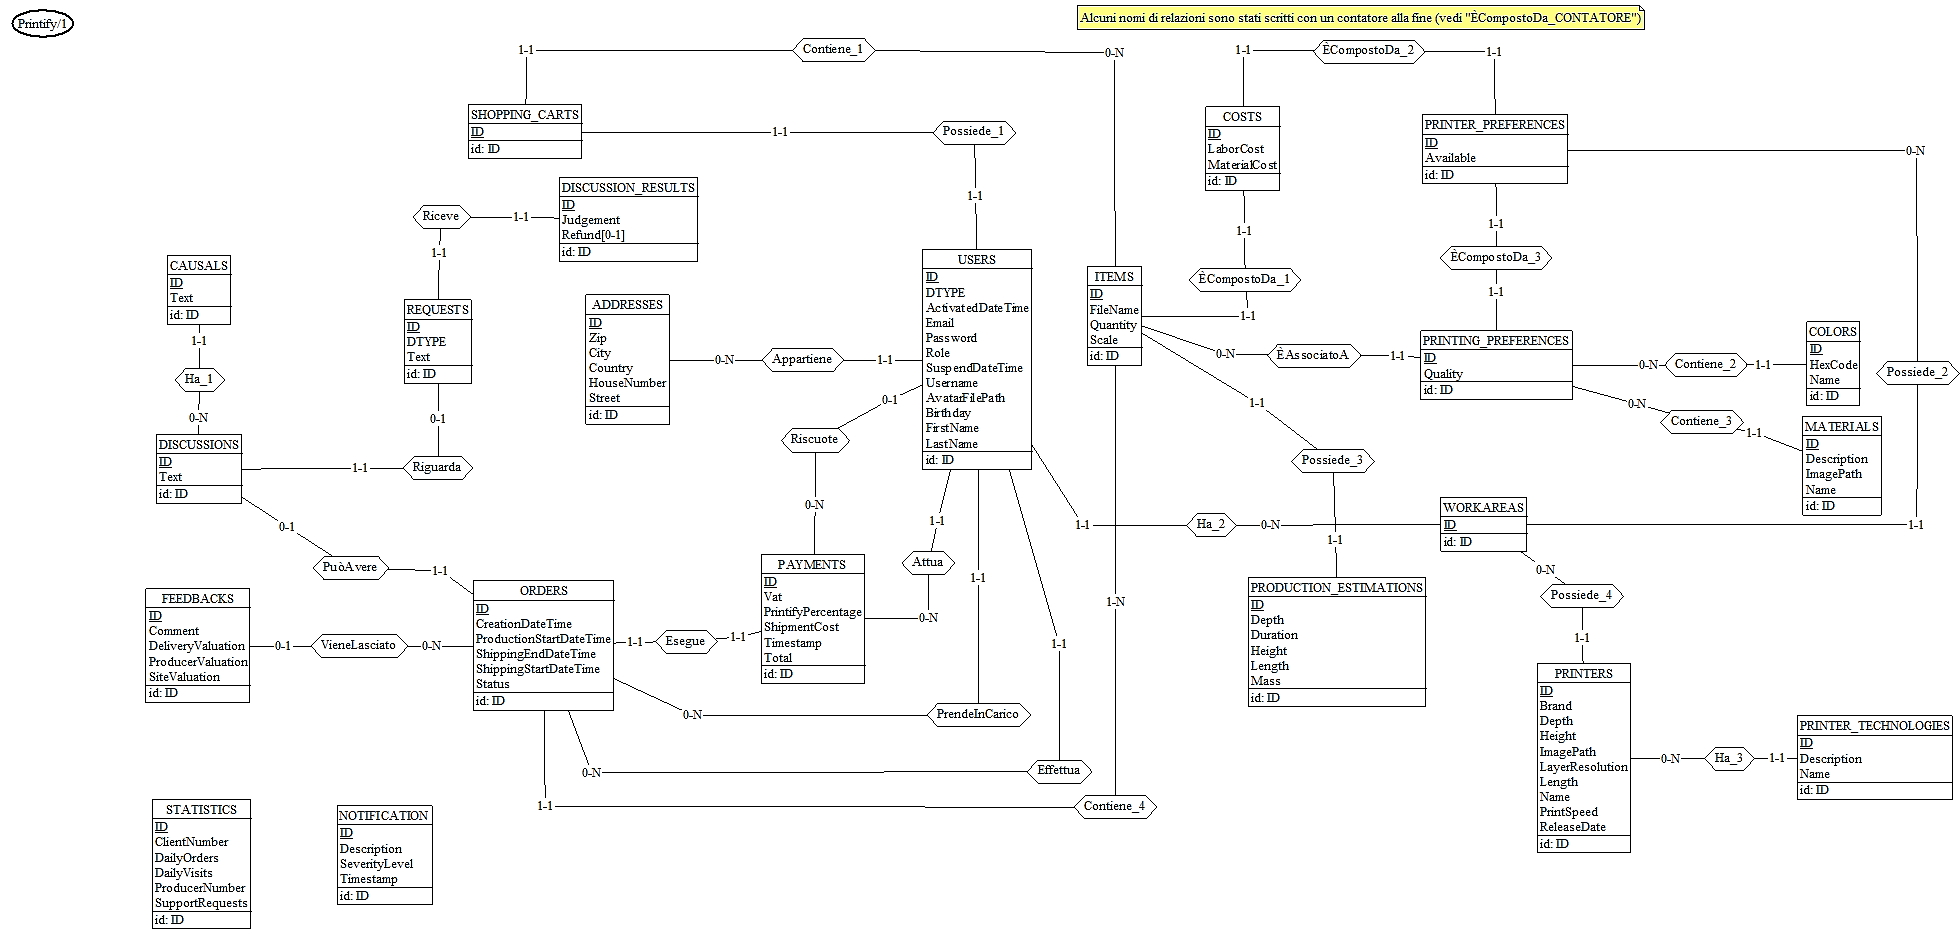 Printify/1
Alcuni nomi di relazioni sono stati scritti con un contatore alla fine (vedi "ÈCompostoDa_CONTATORE")
1-1
Contiene_1
0-N
1-1
ÈCompostoDa_2
1-1
SHOPPING_CARTS
ID
id: ID
1-1
Possiede_1
1-1
COSTS
ID
LaborCost
MaterialCost
id: ID
PRINTER_PREFERENCES
ID
Available
id: ID
0-N
DISCUSSION_RESULTS
ID
Judgement
Refund[0-1]
id: ID
Riceve
1-1
1-1
1-1
ÈCompostoDa_1
1-1
1-1
ÈCompostoDa_3
1-1
CAUSALS
ID
Text
id: ID
1-1
Ha_1
0-N
REQUESTS
ID
DTYPE
Text
id: ID
0-1
ADDRESSES
ID
Zip
City
Country
HouseNumber
Street
id: ID
0-N
Appartiene
1-1
USERS
ID
DTYPE
ActivatedDateTime
Email
Password
Role
SuspendDateTime
Username
AvatarFilePath
Birthday
FirstName
LastName
id: ID
ITEMS
ID
FileName
Quantity
Scale
id: ID
0-N
ÈAssociatoA
1-1
PRINTING_PREFERENCES
ID
Quality
id: ID
0-N
Contiene_2
1-1
COLORS
ID
HexCode
Name
id: ID
Possiede_2
0-N
Contiene_3
1-1
MATERIALS
ID
Description
ImagePath
Name
id: ID
DISCUSSIONS
ID
Text
id: ID
1-1
Riguarda
0-1
Riscuote
0-N
1-1
Possiede_3
1-1
0-1
PuòAvere
1-1
1-1
Attua
0-N
1-1
Ha_2
0-N
WORKAREAS
ID
id: ID
1-1
0-N
Possiede_4
1-1
FEEDBACKS
ID
Comment
DeliveryValuation
ProducerValuation
SiteValuation
id: ID
0-1
VieneLasciato
0-N
ORDERS
ID
CreationDateTime
ProductionStartDateTime
ShippingEndDateTime
ShippingStartDateTime
Status
id: ID
1-1
Esegue
1-1
PAYMENTS
ID
Vat
PrintifyPercentage
ShipmentCost
Timestamp
Total
id: ID
1-1
1-1
1-N
PRODUCTION_ESTIMATIONS
ID
Depth
Duration
Height
Length
Mass
id: ID
0-N
PrendeInCarico
0-N
Effettua
1-1
Contiene_4
PRINTERS
ID
Brand
Depth
Height
ImagePath
LayerResolution
Length
Name
PrintSpeed
ReleaseDate
id: ID
0-N
Ha_3
1-1
PRINTER_TECHNOLOGIES
ID
Description
Name
id: ID
STATISTICS
ID
ClientNumber
DailyOrders
DailyVisits
ProducerNumber
SupportRequests
id: ID
NOTIFICATION
ID
Description
SeverityLevel
Timestamp
id: ID